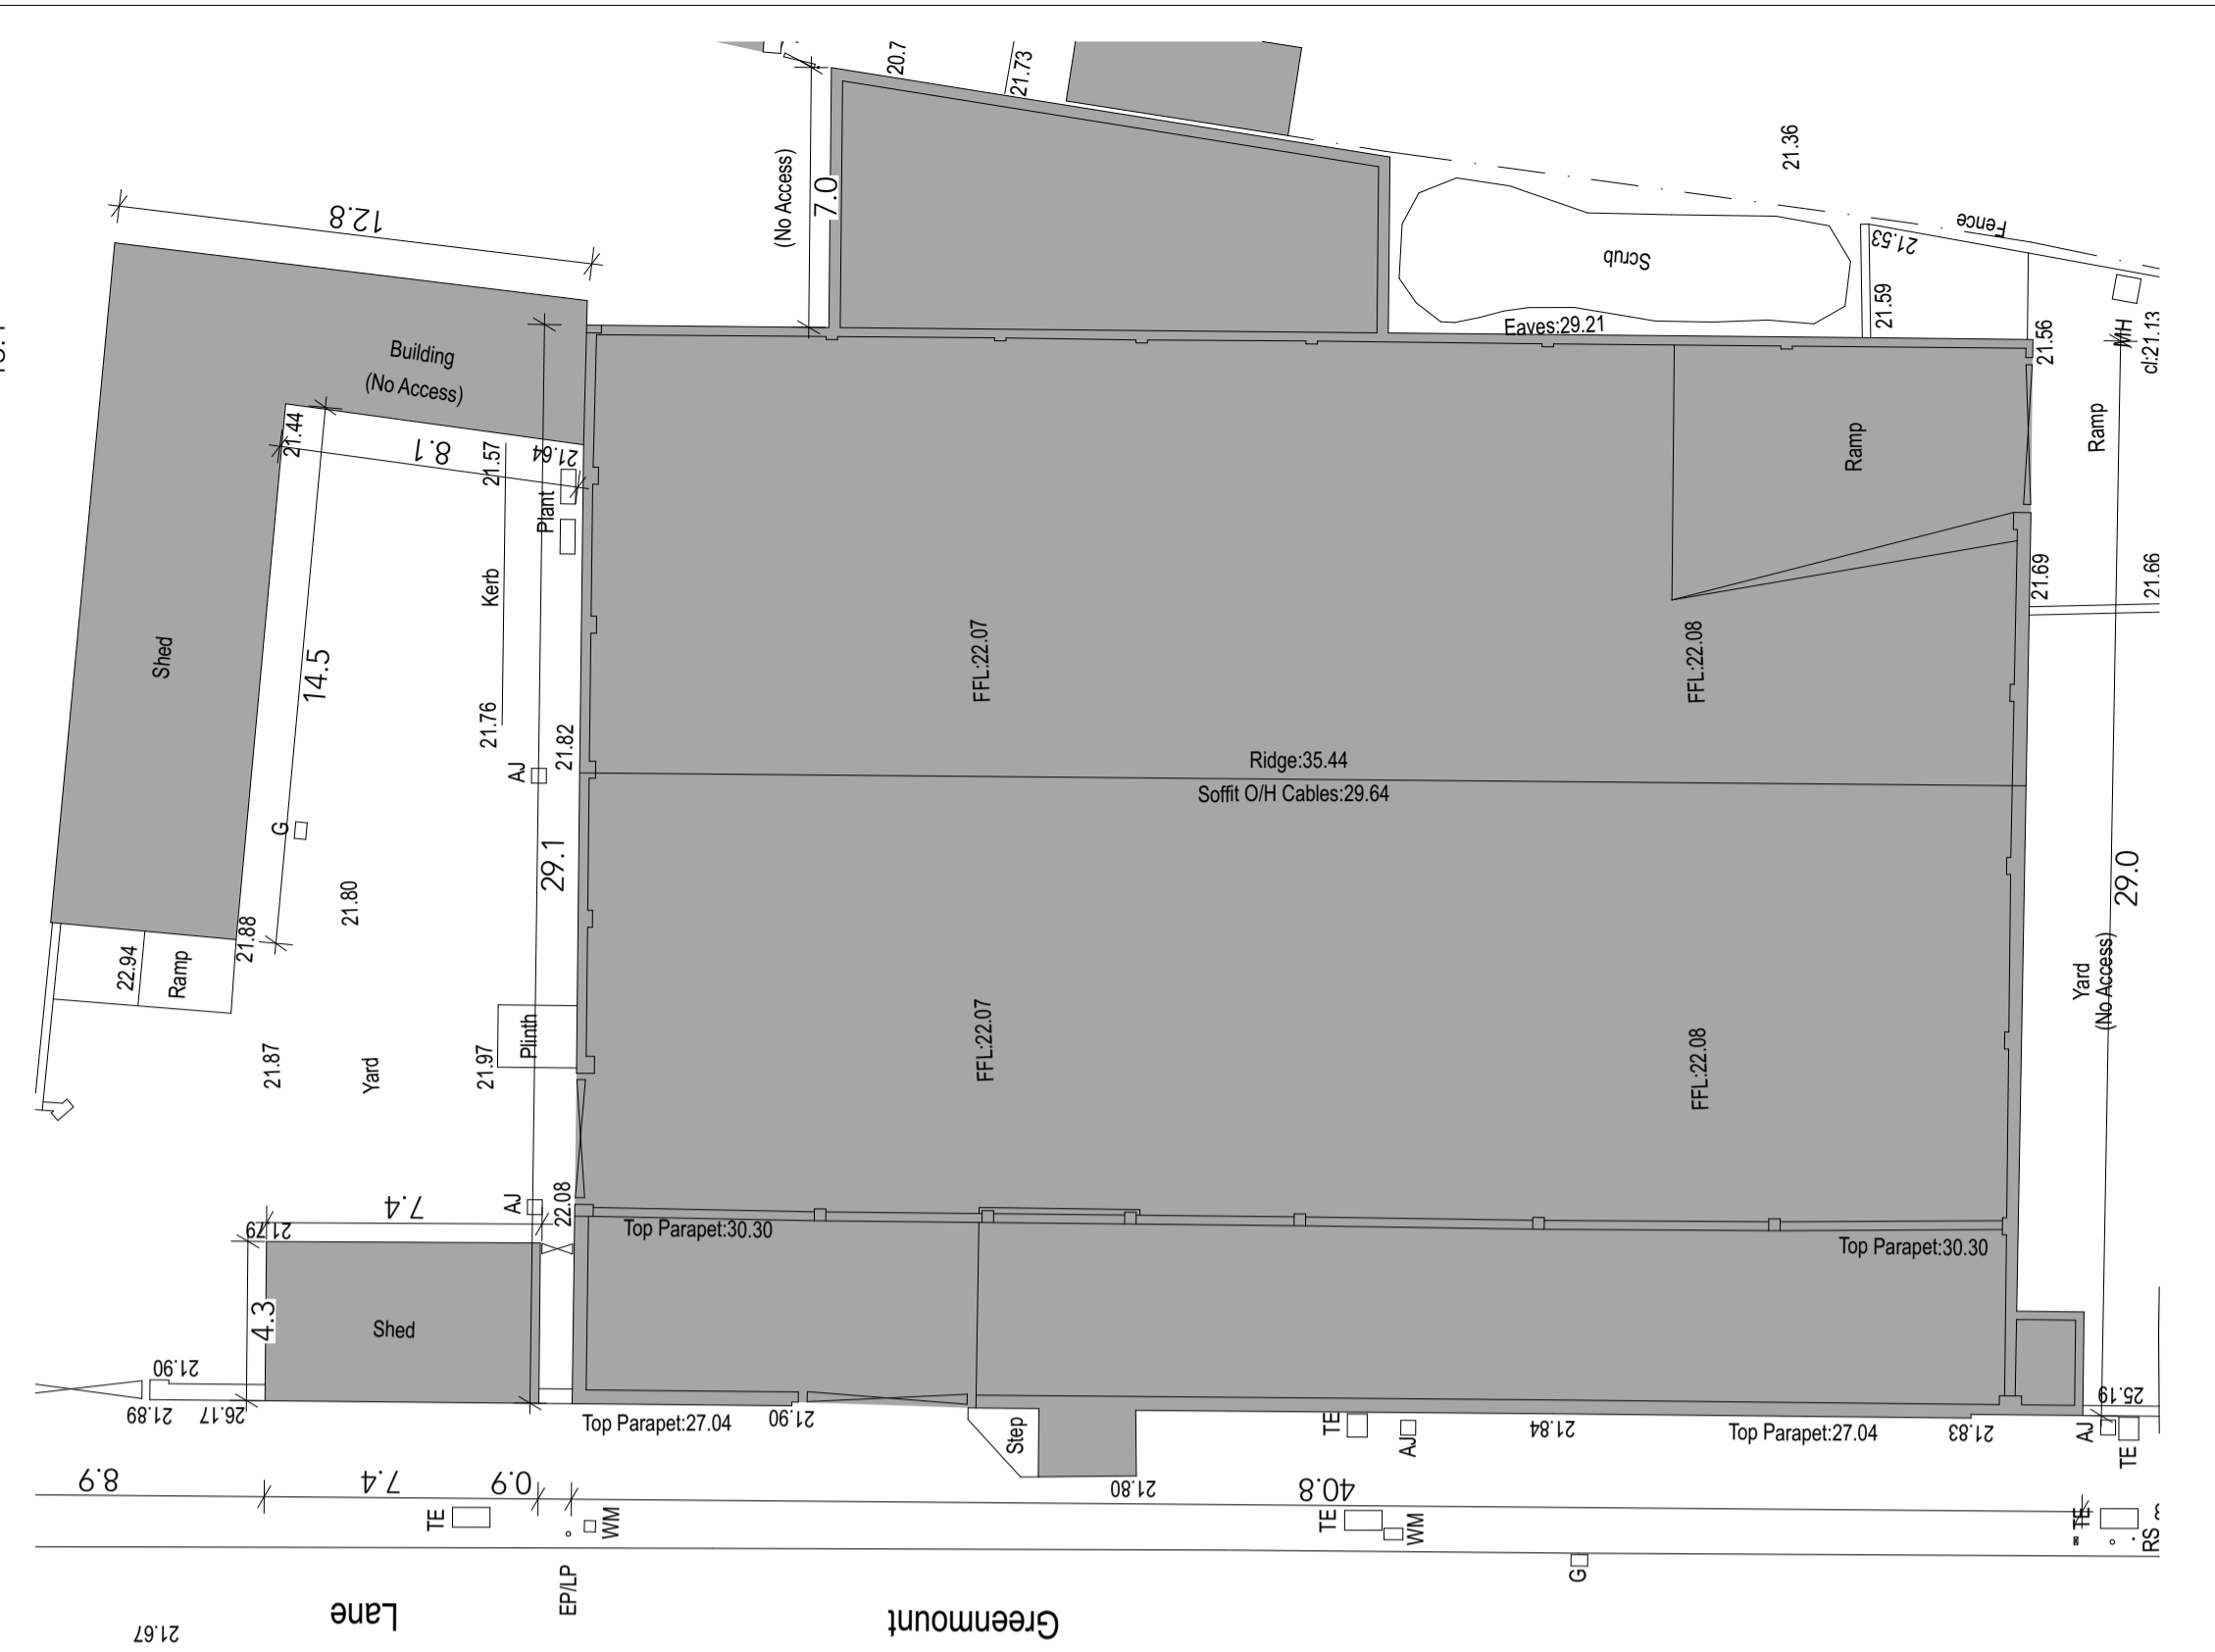 20.7
21.73
21.36
12.8
(No Access)
7.0
Fence
21.53
Scrub
21.59
Eaves:29.21
21.56
MH
cl:21.13
Building
(No Access)
21.44
8.1
21.57
21.64
Plant
Ramp
Ramp
Kerb
21.69
21.66
Shed
14.5
FFL:22.07
FFL:22.08
21.76
21.82
AJ
Ridge:35.44
Soffit O/H Cables:29.64
G
29.1
29.0
21.80
21.88
22.94
Ramp
Yard
(No Access)
Plinth
21.87
Yard
21.97
FFL:22.07
FFL:22.08
7.4
AJ
22.08
21.79
Top Parapet:30.30
Top Parapet:30.30
4.3
Shed
21.90
21.89
26.17
Top Parapet:27.04
21.90
Step
TE
AJ
21.84
Top Parapet:27.04
21.83
25.19
AJ
TE
8.9
7.4
0.9
21.80
40.8
TE
WM
TE
WM
TE
RS
EP/LP
G
Lane
Greenmount
21.67